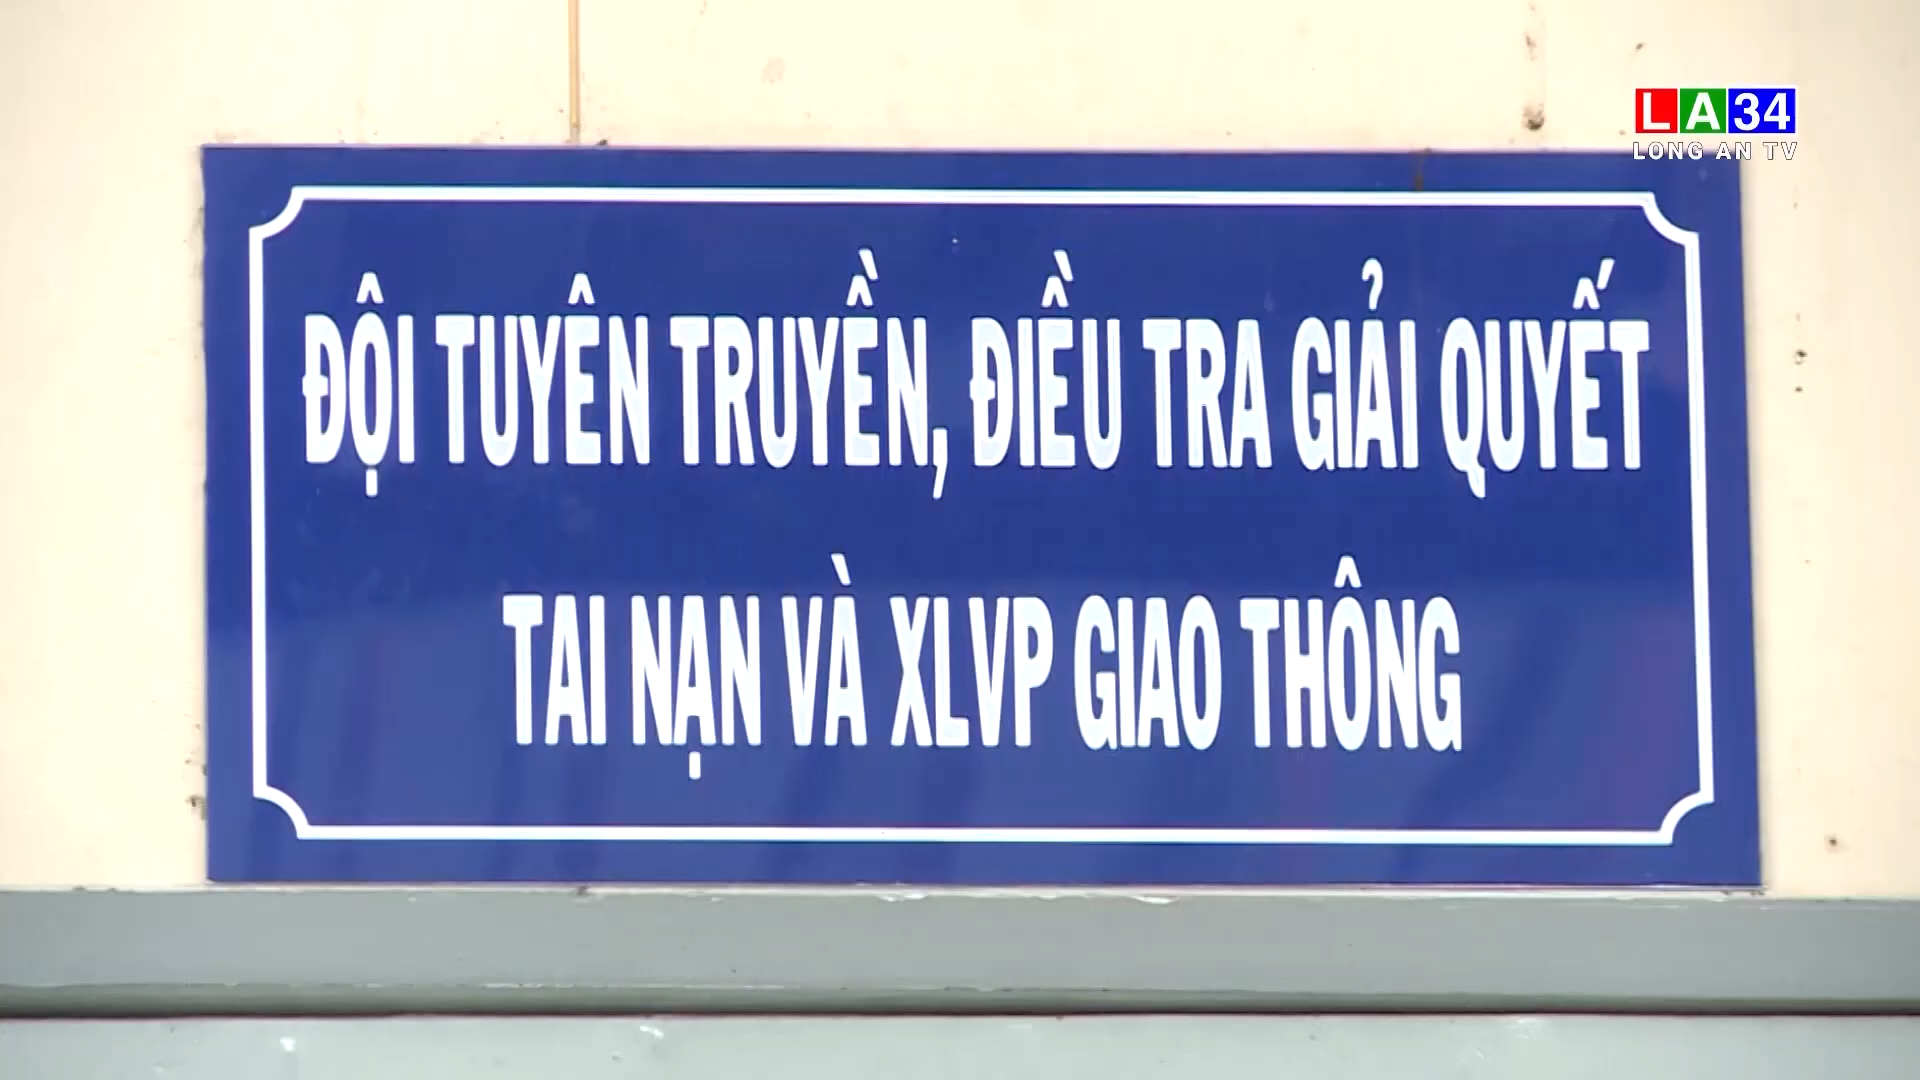 LA34
LONG AN TV
ĐỘI TUYÊN TRUYỀN, ĐIỀU TRA GIẢI QUYẾT
TAI NẠN VÀ XLVP GIAO THÔNG